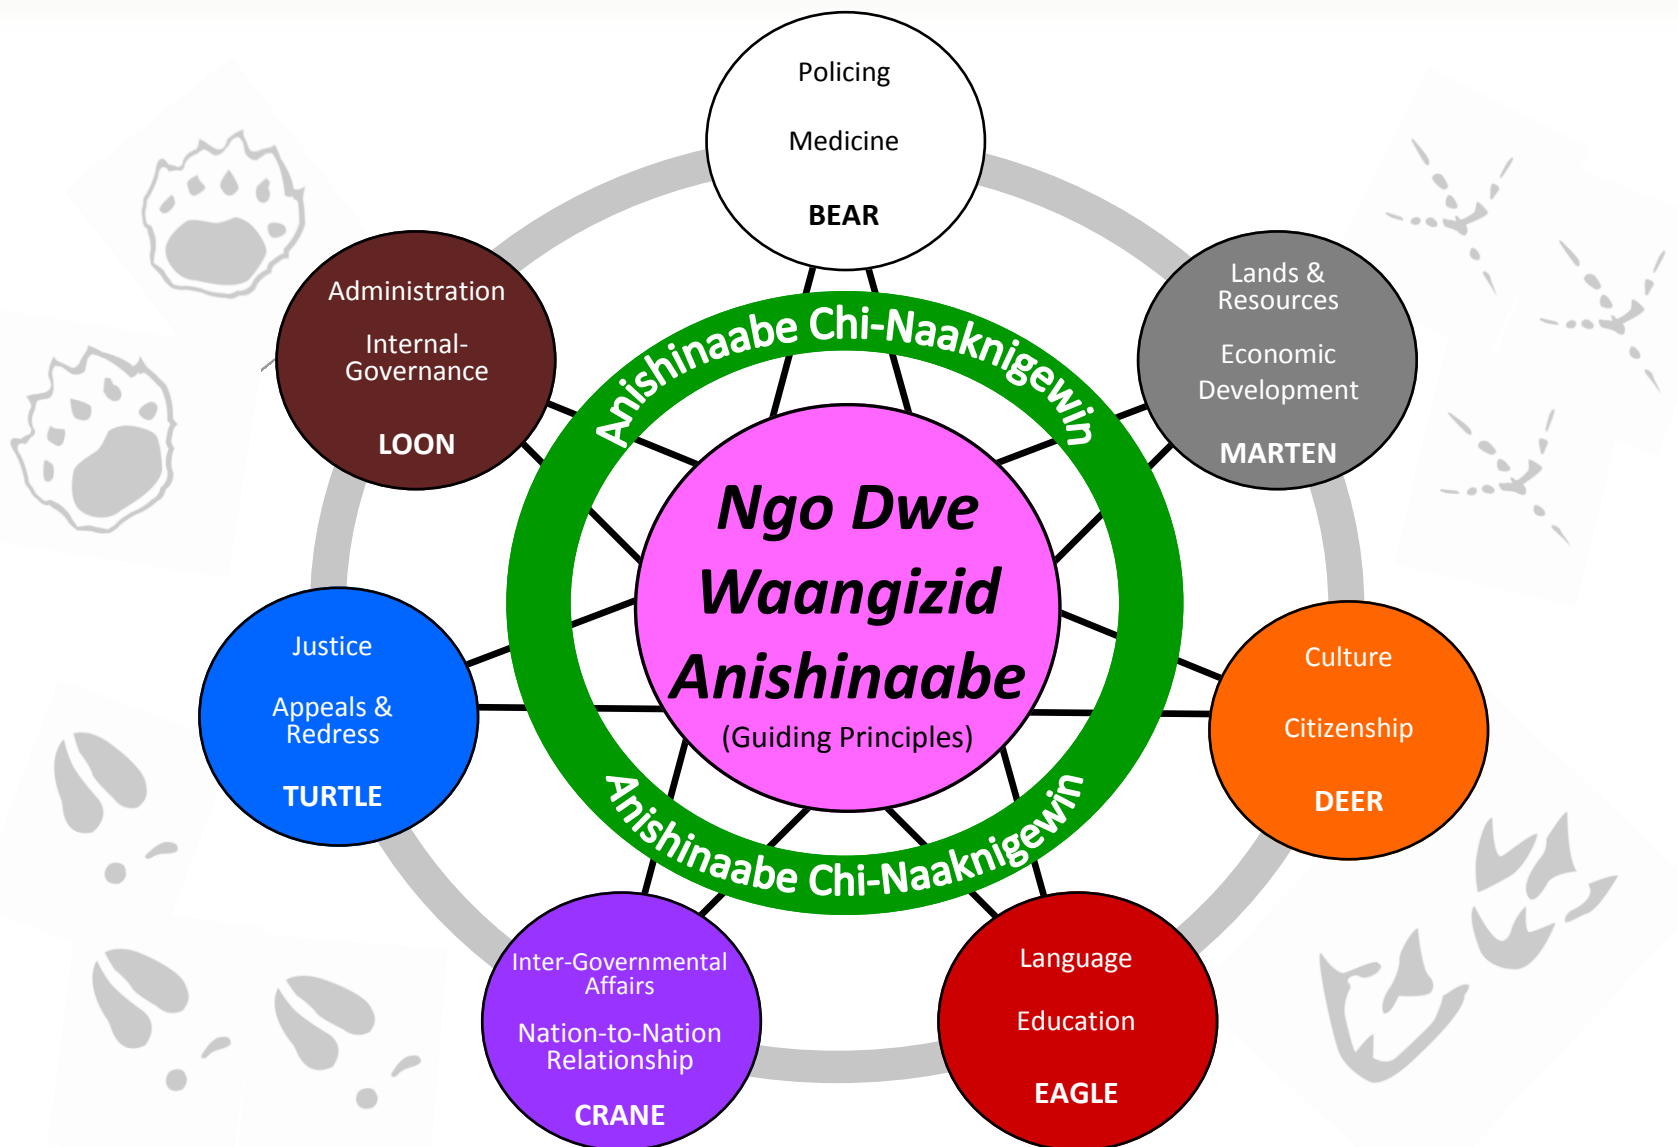 Policing
Medicine
BEAR
Lands &
Resources
Economic
Development
MARTEN
Culture
Citizenship
DEER
Language
Education
EAGLE
Inter-Governmental
Affairs
Nation-to-Nation
Relationship
CRANE
Justice
Appeals &
Redress
TURTLE
Administration
Internal-
Governance
LOON
Anishinaabe Chi-Naaknigewin
Ngo Dwe
Waangizid
Anishinaabe
(Guiding Principles)
Anishinaabe Chi-Naaknigewin